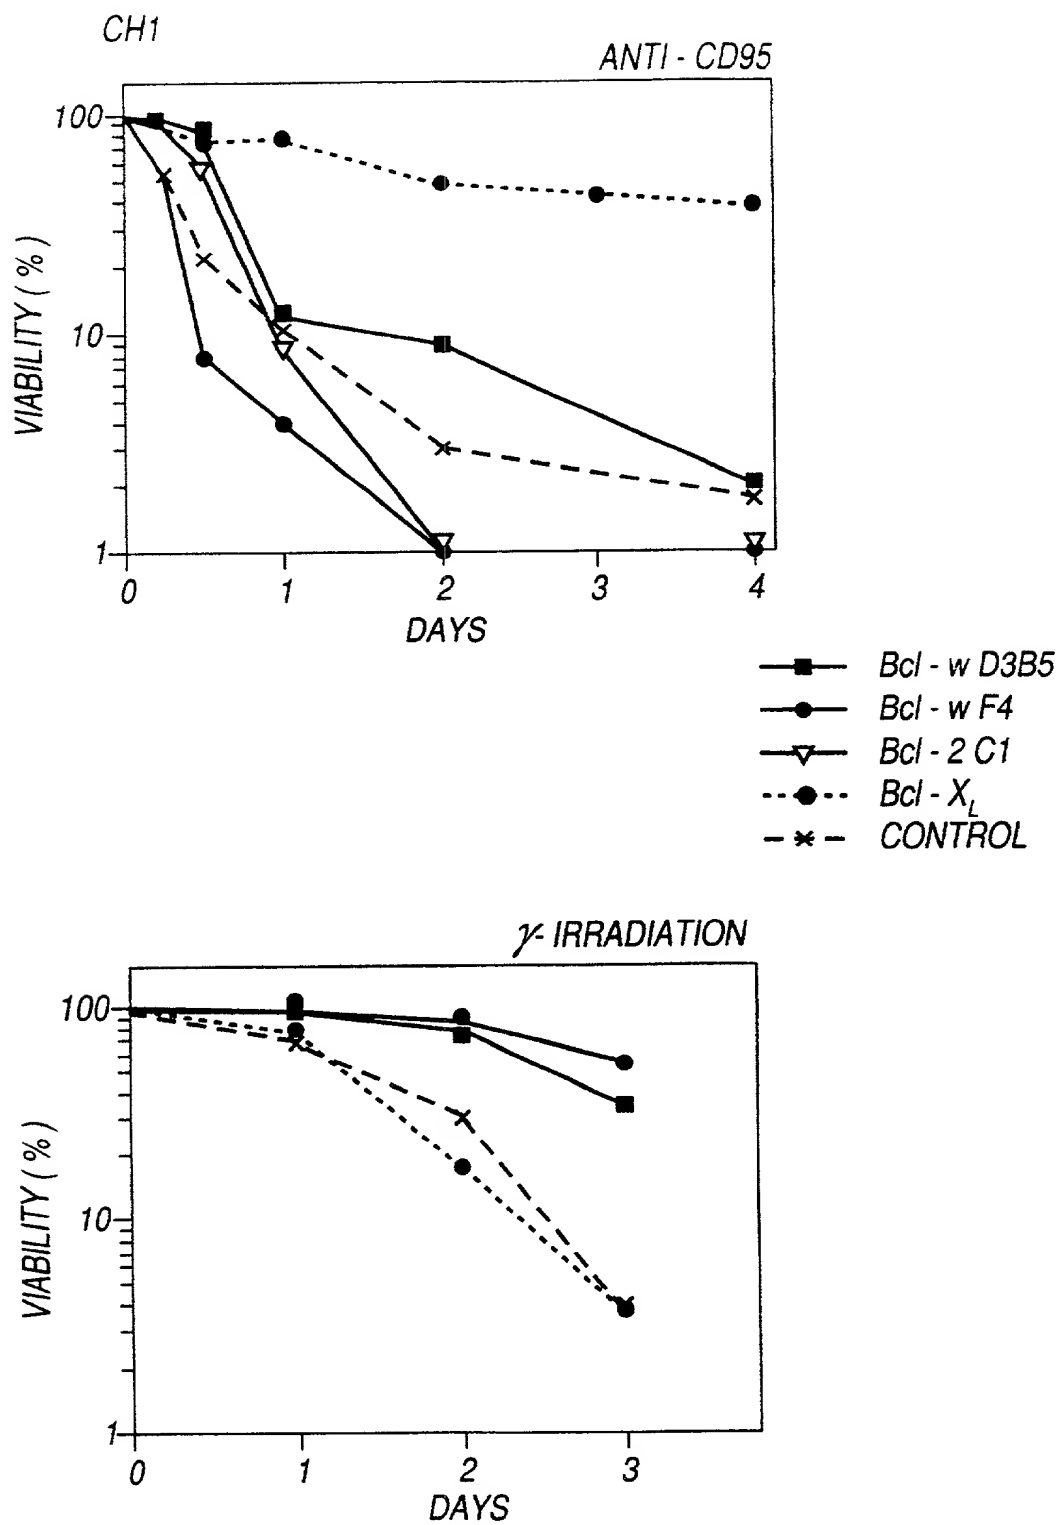 CH1
ANTI - CD95
100
10
1
VIABILITY ( % )
0 1 2 3 4
DAYS
Bcl - w D3B5
Bcl - w F4
Bcl - 2 C1
Bcl - X_L
CONTROL
γ- IRRADIATION
100
10
1
VIABILITY ( % )
0 1 2 3
DAYS